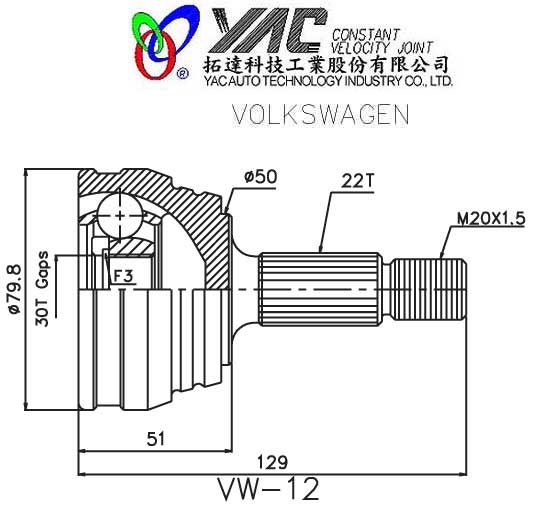 YAC CONSTANT
VELOCITY JOINT
®
拓達科技工業股份有限公司
YAC AUTO TECHNOLOGY INDUSTRY CO., LTD.
VOLKSWAGEN
ø50
22T
M20X1,5
ø79.8
30T Gaps
F3
51
129
VW-12